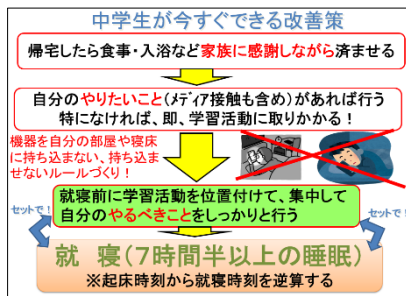 中学生が今すぐできる改善策
帰宅したら食事・入浴など家族に感謝しながら済ませる
自分のやりたいこと(メディア接触も含め)があれば行う
特になければ、即、学習活動に取りかかる!
機器を自分の部屋や寝床
に持ち込まない、持ち込ま
せないルールづくり!
就寝前に学習活動を位置付けて、集中して
自分のやるべきことをしっかりと行う
セットで!
セットで!
就 寝(7時間半以上の睡眠)
※起床時刻から就寝時刻を逆算する